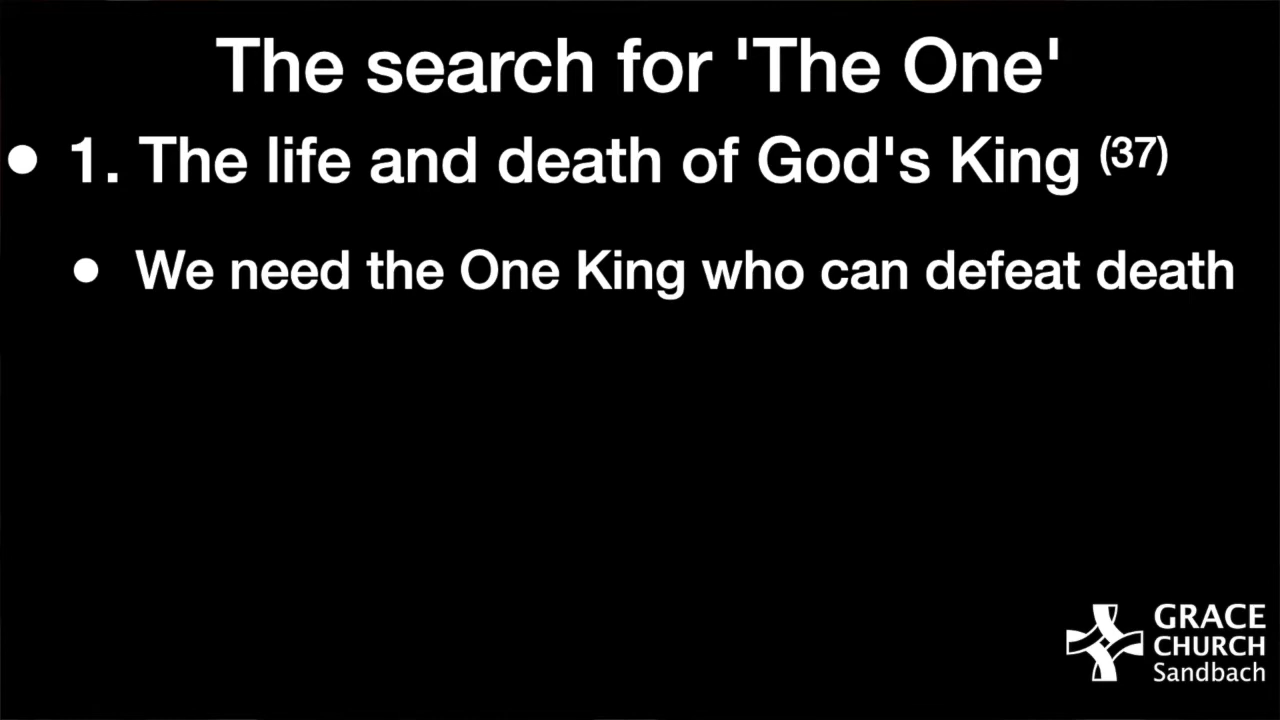 The search for 'The One'
• 1. The life and death of God's King (37)
• We need the One King who can defeat death
GRACE
CHURCH
Sandbach